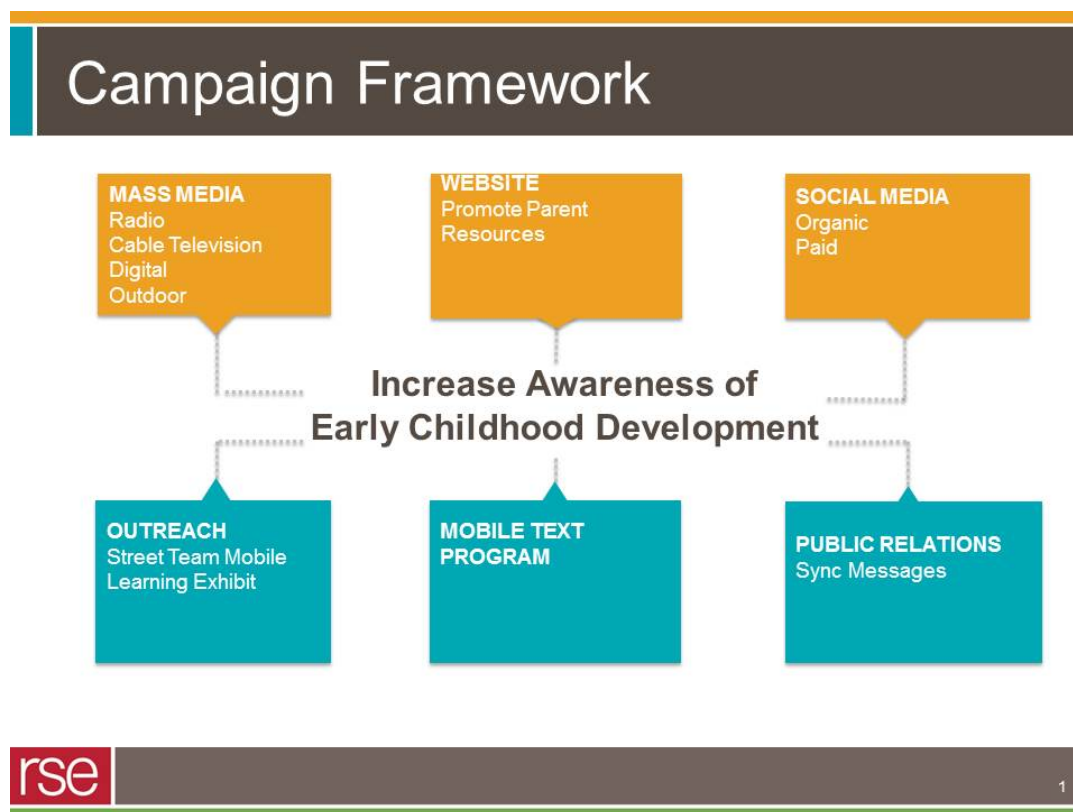 Campaign Framework
MASS MEDIA
Radio
Cable Television
Digital
Outdoor
WEBSITE
Promote Parent
Resources
SOCIAL MEDIA
Organic
Paid
Increase Awareness of
Early Childhood Development
OUTREACH
Street Team Mobile
Learning Exhibit
MOBILE TEXT
PROGRAM
PUBLIC RELATIONS
Sync Messages
rse
1